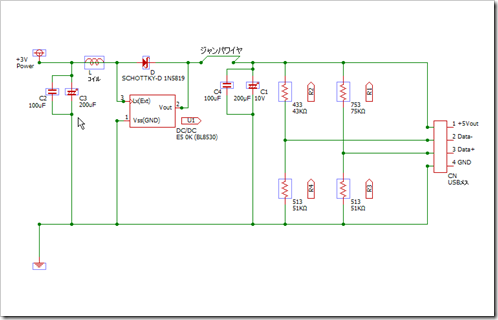 +3V
Power
L
コイル
D
SCHOTTKY-D 1N5819
ジャンパワイヤ
C2
100uF
C3
200uF
3
Lx(Ext)
Vout
2
1
Vss(GND)
U1
DC/DC
ES 0K (BL8530)
C4
100uF
C1
200μF
10V
433
43KΩ
R2
753
75KΩ
R1
513
51KΩ
R4
513
51KΩ
R3
1 +5Vout
2 Data-
3 Data+
4 GND
CN
USBメス